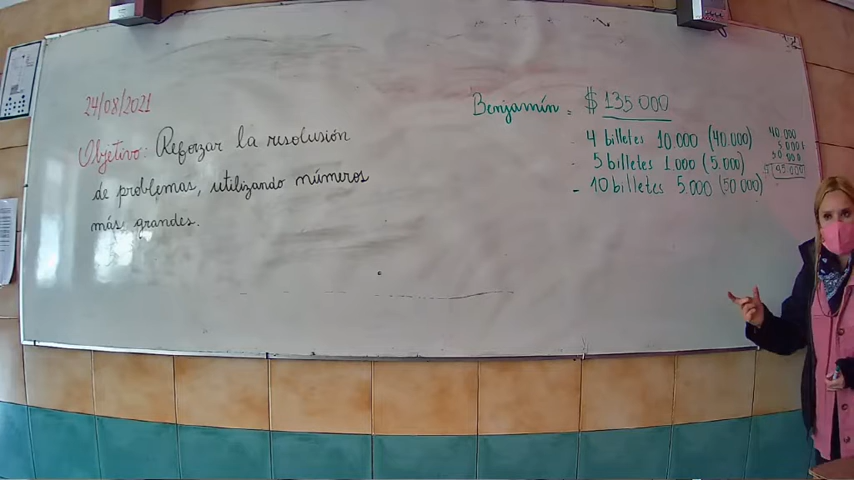 24/08/2021
Objetivo: Reforzar la resolución
de problemas, utilizando números
más grandes.
Benjamín = $ 135 000
- 4 billetes 10.000 (40.000)
- 5 billetes 1.000 (5.000)
- 10 billetes 5.000 (50 000)
40.000
5 000
50 000
95.000